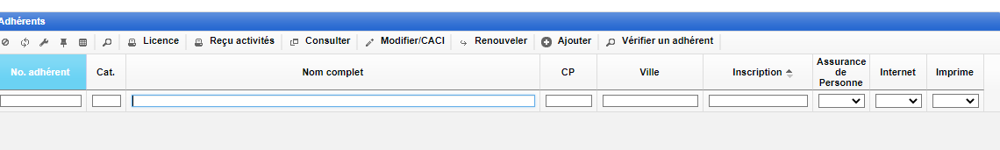 Adhérents
Licence Reçu activités Consulter Modifier/CACI Renouveler Ajouter Vérifier un adhérent
No. adhérent Cat. Nom complet CP Ville Inscription Assurance de Personne Internet Imprime